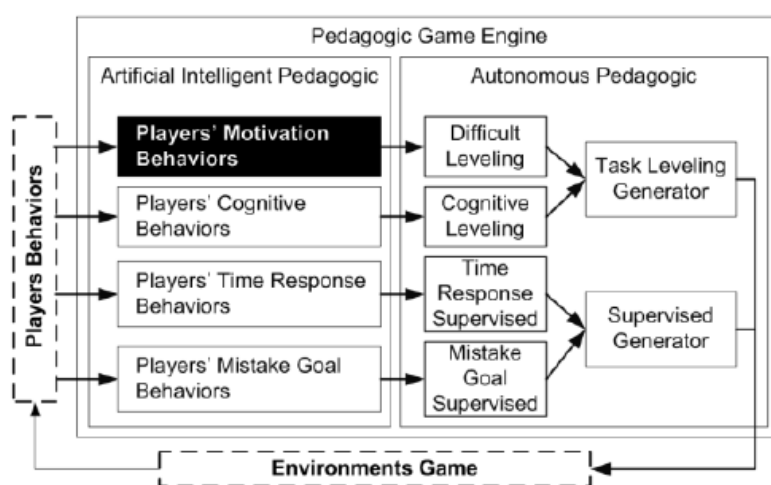 Pedagogic Game Engine
Artificial Intelligent Pedagogic
Autonomous Pedagogic
Players Behaviors
Players' Motivation
Behaviors
Players' Cognitive
Behaviors
Players' Time Response
Behaviors
Players' Mistake Goal
Behaviors
Difficult
Leveling
Cognitive
Leveling
Time
Response
Supervised
Mistake
Goal
Supervised
Task Leveling
Generator
Supervised
Generator
Environments Game